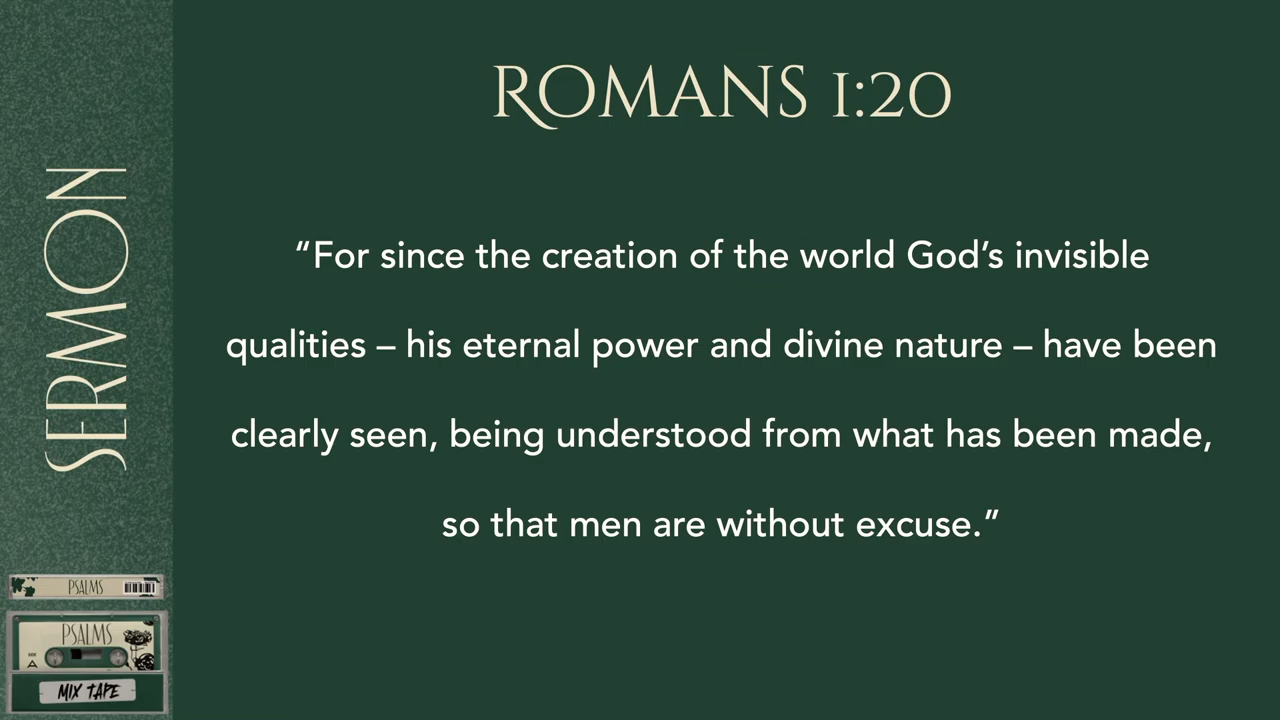 ROMANS 1:20
SERMON
“For since the creation of the world God’s invisible
qualities – his eternal power and divine nature – have been
clearly seen, being understood from what has been made,
so that men are without excuse.”
PSALMS
PSALMS
A
MIX TAPE